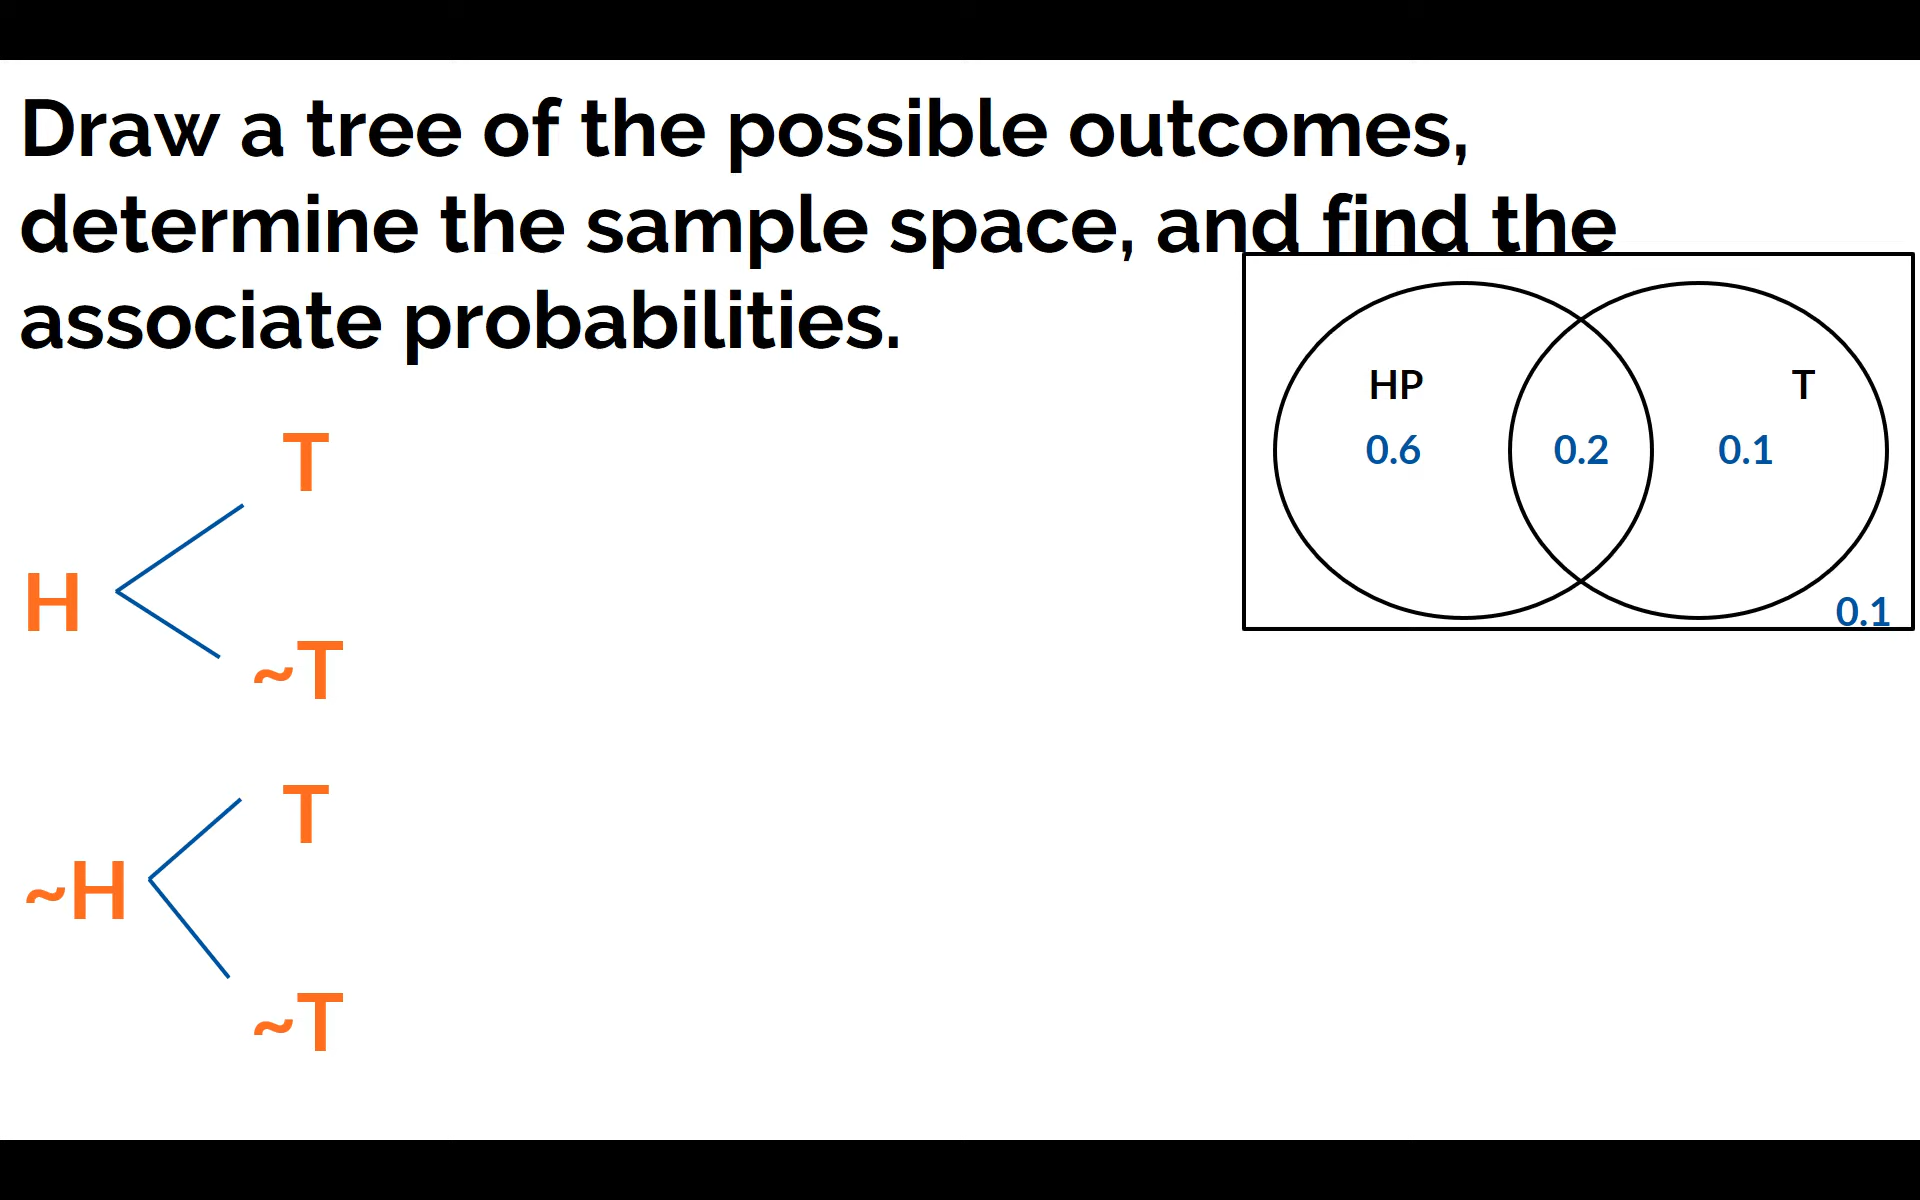 Draw a tree of the possible outcomes,
determine the sample space, and find the
associate probabilities.
HP
T
0.6
0.2
0.1
0.1
T
H
~T
T
~H
~T